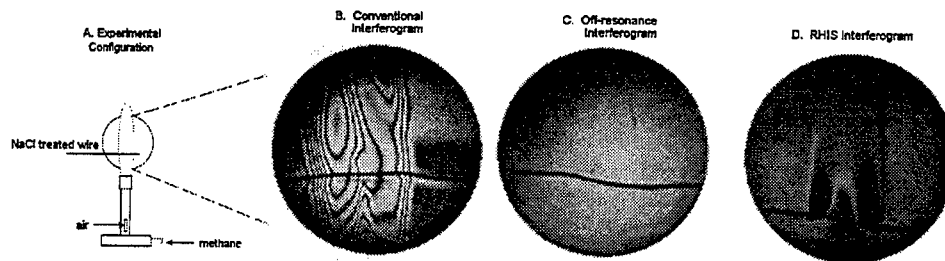 A. Experimental
Configuration
NaCl treated wire
air
methane
B. Conventional
Interferogram
C. Off-resonance
Interferogram
D. RHIS Interferogram